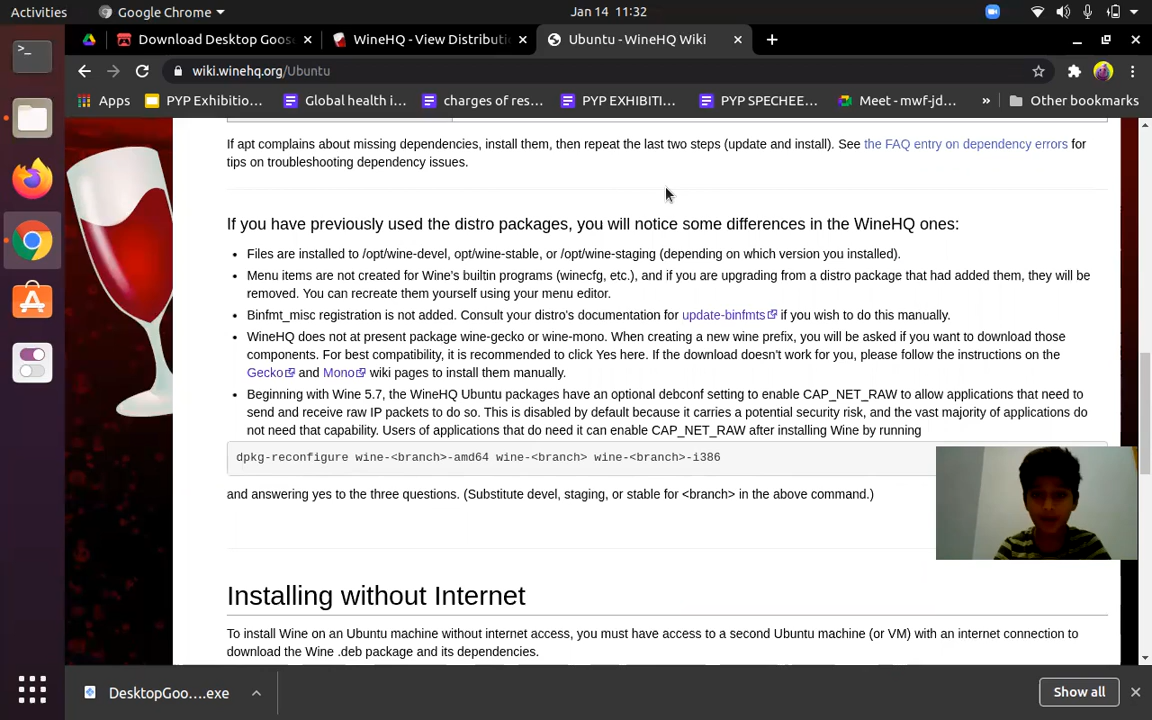 Activities Google Chrome Jan 14 11:32
Download Desktop Goos WineHQ - View Distributi Ubuntu - WineHQ Wiki
wiki.winehq.org/Ubuntu
Apps PYP Exhibitio... Global health i... charges of res... PYP EXHIBITI... PYP SPECHEE... Meet - mwf-jd... » Other bookmarks
If apt complains about missing dependencies, install them, then repeat the last two steps (update and install). See the FAQ entry on dependency errors for
tips on troubleshooting dependency issues.
If you have previously used the distro packages, you will notice some differences in the WineHQ ones:
• Files are installed to /opt/wine-devel, opt/wine-stable, or /opt/wine-staging (depending on which version you installed).
• Menu items are not created for Wine's builtin programs (winecfg, etc.), and if you are upgrading from a distro package that had added them, they will be
removed. You can recreate them yourself using your menu editor.
• Binfmt_misc registration is not added. Consult your distro's documentation for update-binfmts if you wish to do this manually.
• WineHQ does not at present package wine-gecko or wine-mono. When creating a new wine prefix, you will be asked if you want to download those
components. For best compatibility, it is recommended to click Yes here. If the download doesn't work for you, please follow the instructions on the
Gecko and Mono wiki pages to install them manually.
• Beginning with Wine 5.7, the WineHQ Ubuntu packages have an optional debconf setting to enable CAP_NET_RAW to allow applications that need to
send and receive raw IP packets to do so. This is disabled by default because it carries a potential security risk, and the vast majority of applications do
not need that capability. Users of applications that do need it can enable CAP_NET_RAW after installing Wine by running
dpkg-reconfigure wine-<branch>-amd64 wine-<branch> wine-<branch>-i386
and answering yes to the three questions. (Substitute devel, staging, or stable for <branch> in the above command.)
Installing without Internet
To install Wine on an Ubuntu machine without internet access, you must have access to a second Ubuntu machine (or VM) with an internet connection to
download the Wine .deb package and its dependencies.
DesktopGoo....exe Show all